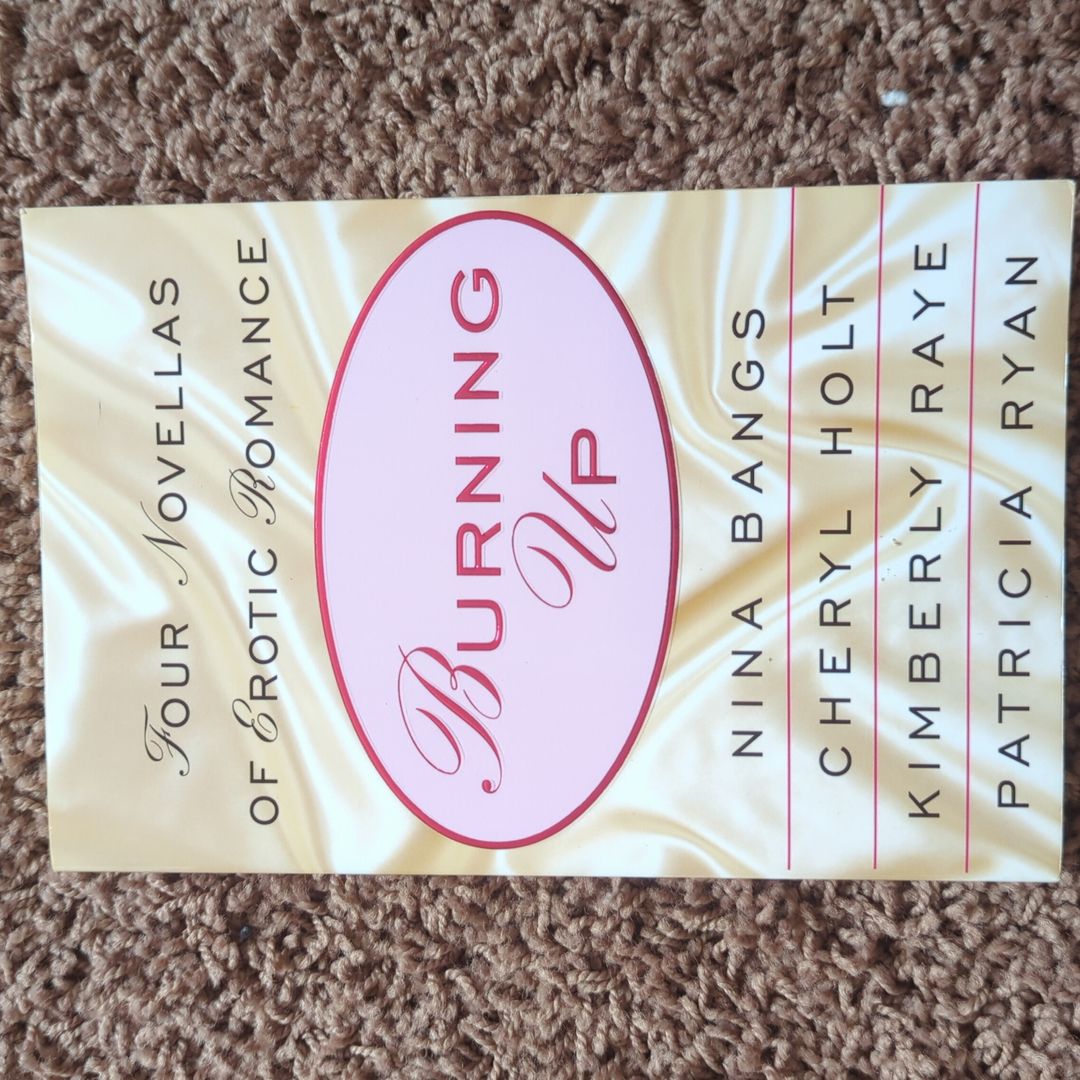 Four Novellas
of Erotic Romance
Burning
Up
NINA BANGS
CHERYL HOLT
KIMBERLY RAYE
PATRICIA RYAN